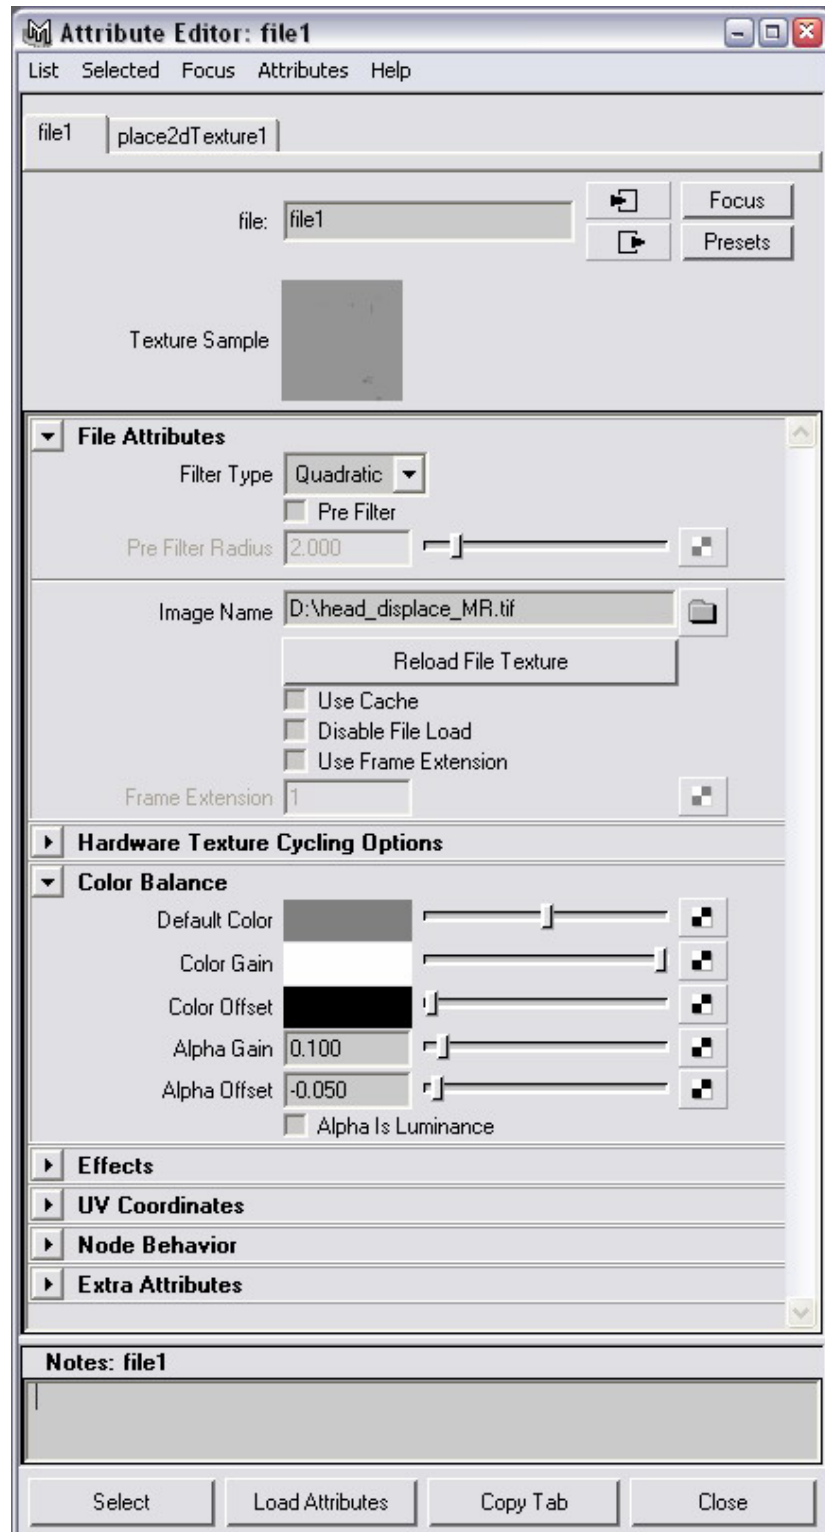 Attribute Editor: file1
List Selected Focus Attributes Help
file1 place2dTexture1
file: file1 Focus
Presets
Texture Sample
File Attributes
Filter Type Quadratic
Pre Filter
Pre Filter Radius 2.000
Image Name D:\head_displace_MR.tif
Reload File Texture
Use Cache
Disable File Load
Use Frame Extension
Frame Extension 1
Hardware Texture Cycling Options
Color Balance
Default Color
Color Gain
Color Offset
Alpha Gain 0.100
Alpha Offset -0.050
Alpha Is Luminance
Effects
UV Coordinates
Node Behavior
Extra Attributes
Notes: file1
Select Load Attributes Copy Tab Close